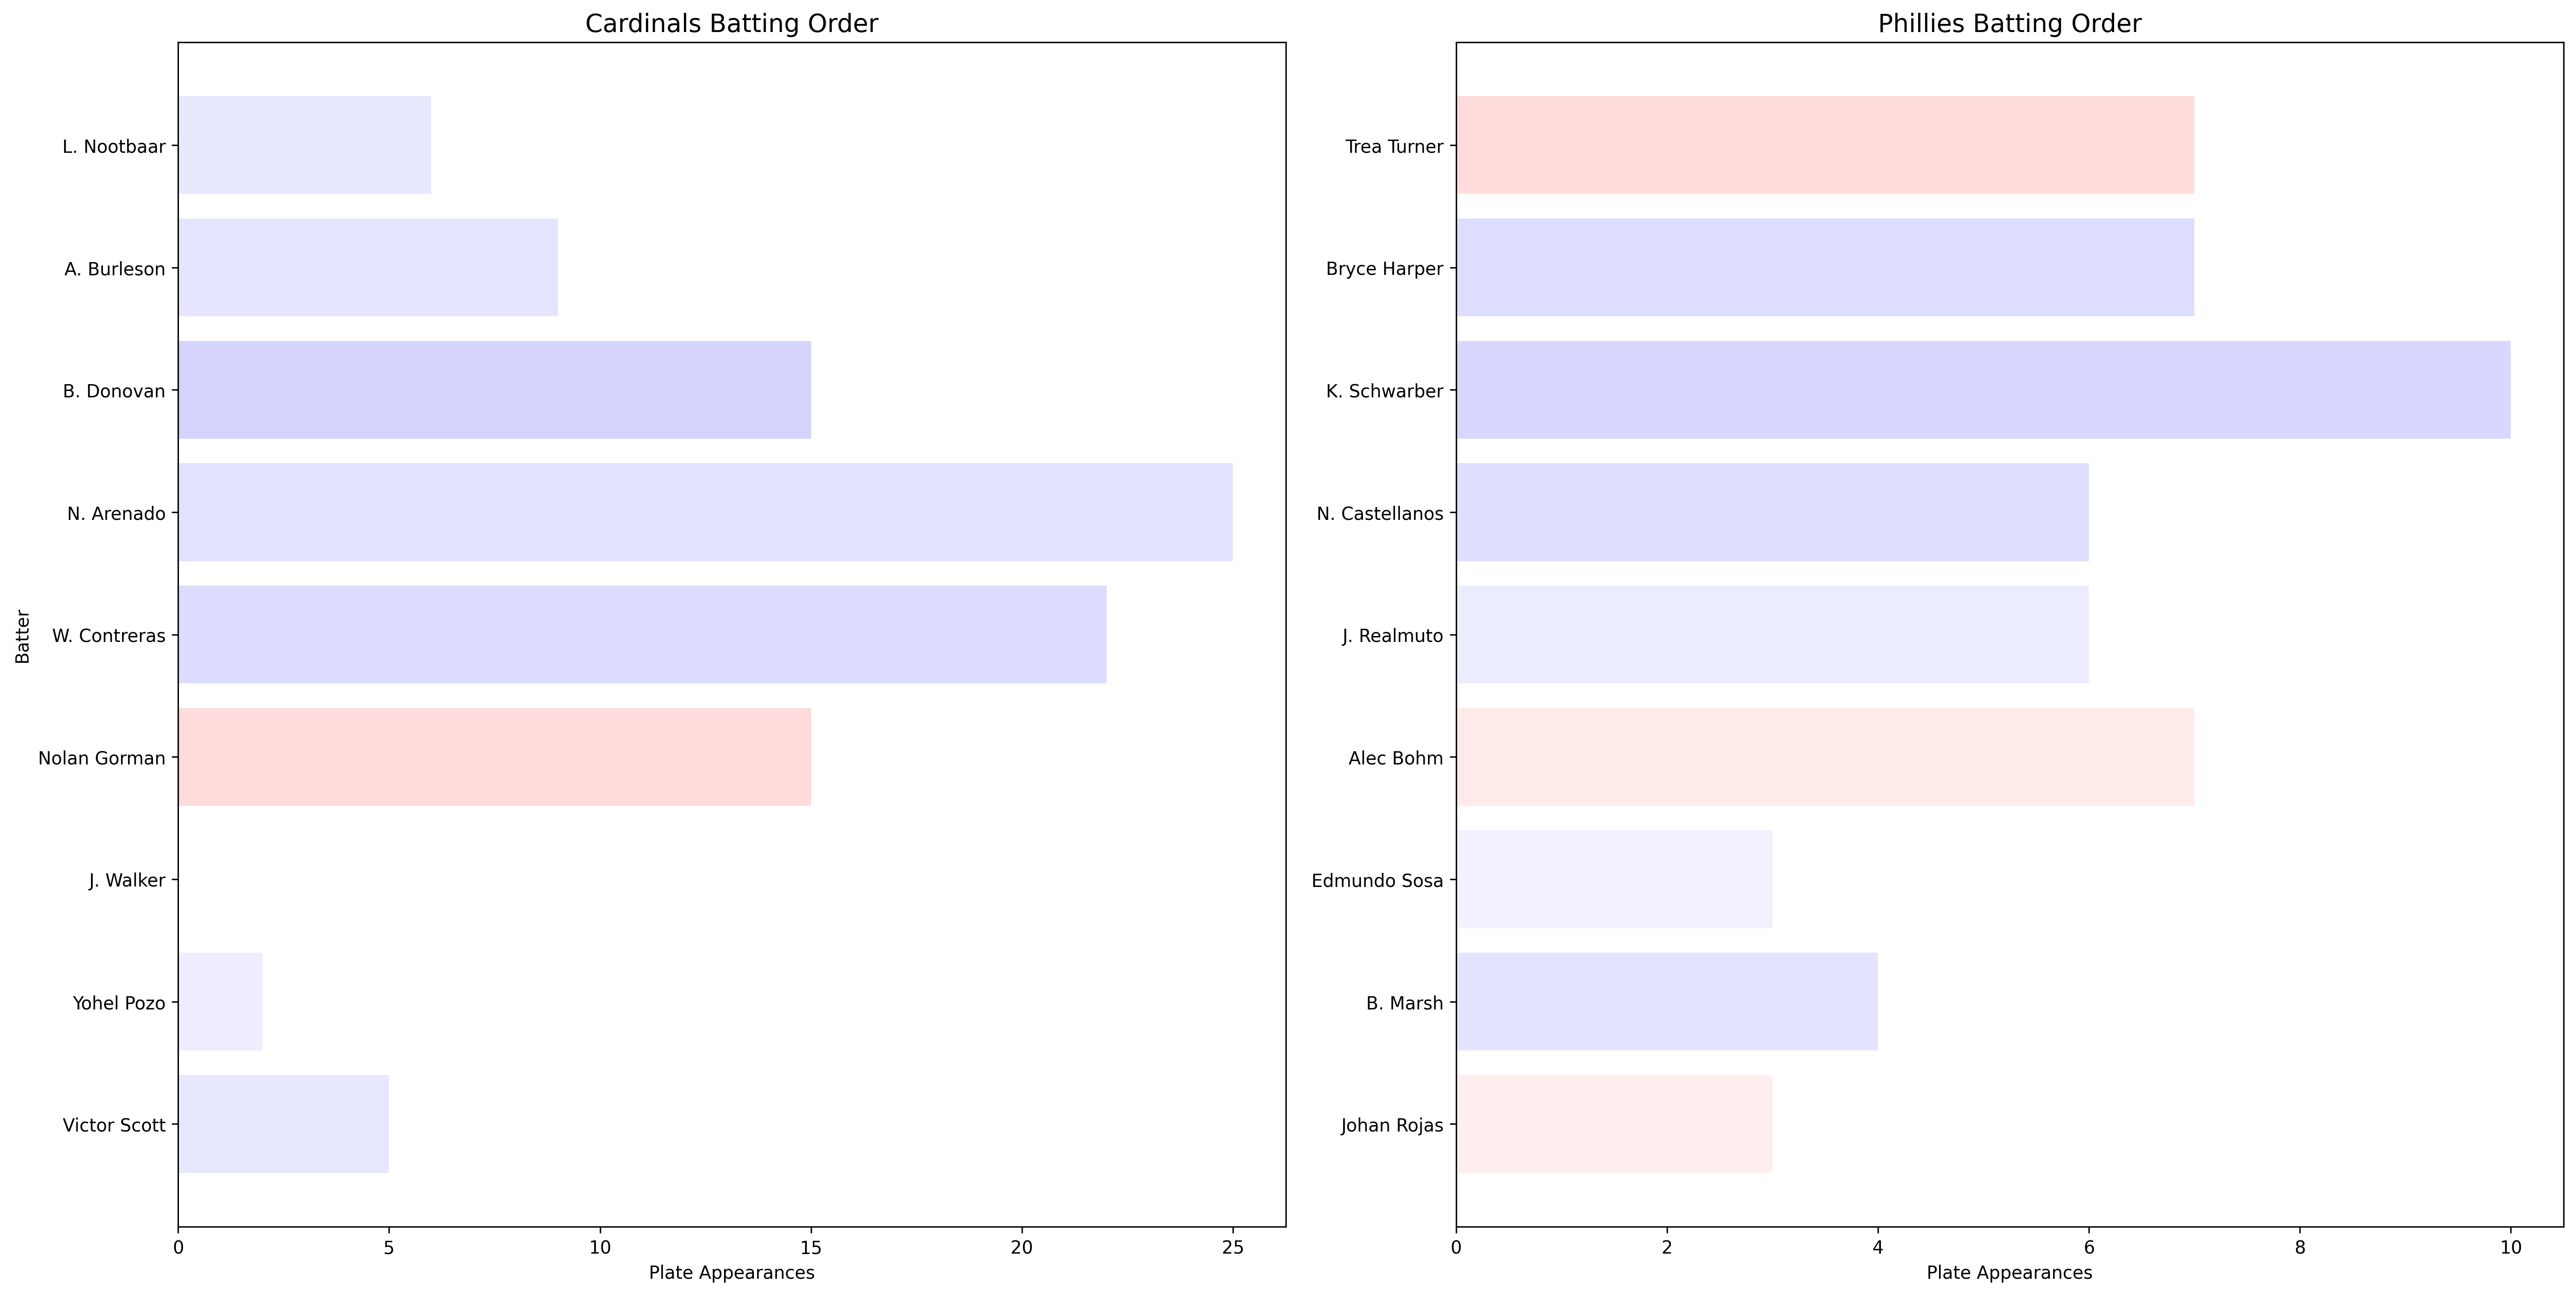 Cardinals Batting Order
Batter
L. Nootbaar
A. Burleson
B. Donovan
N. Arenado
W. Contreras
Nolan Gorman
J. Walker
Yohel Pozo
Victor Scott
0 5 10 15 20 25
Plate Appearances
Phillies Batting Order
Trea Turner
Bryce Harper
K. Schwarber
N. Castellanos
J. Realmuto
Alec Bohm
Edmundo Sosa
B. Marsh
Johan Rojas
0 2 4 6 8 10
Plate Appearances